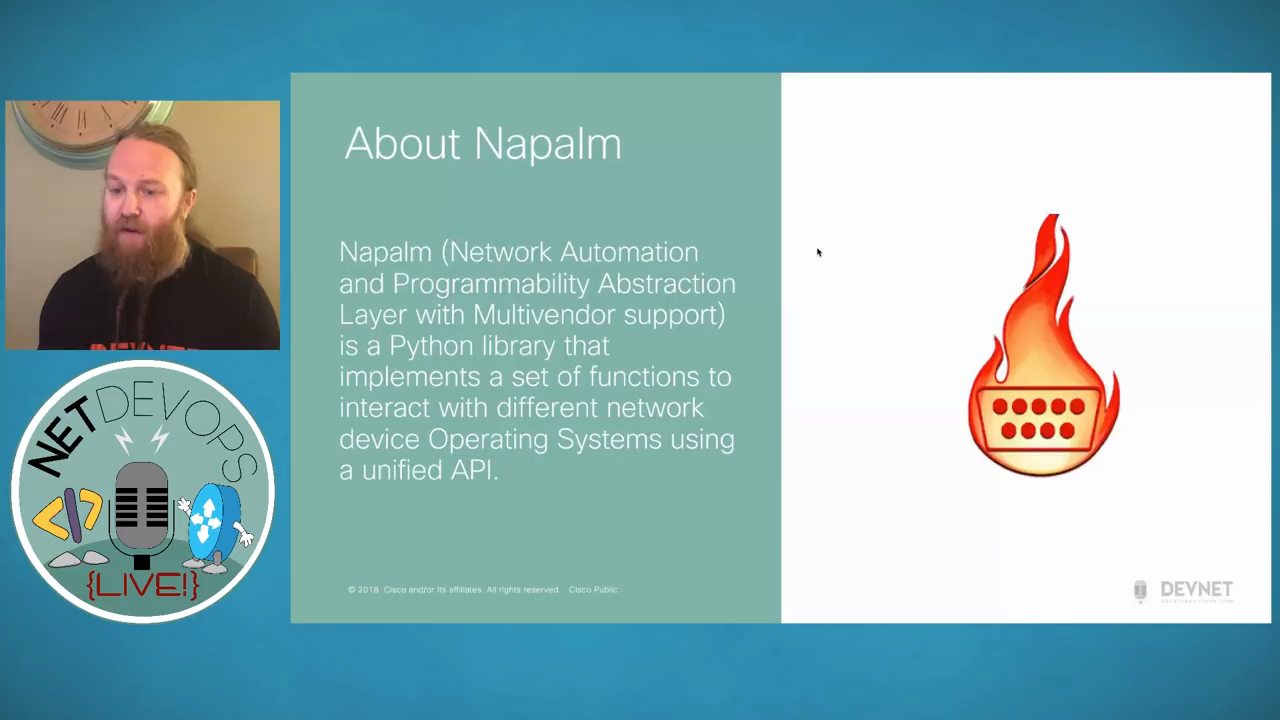 About Napalm
Napalm (Network Automation
and Programmability Abstraction
Layer with Multivendor support)
is a Python library that
implements a set of functions to
interact with different network
device Operating Systems using
a unified API.
© 2018 Cisco and/or its affiliates. All rights reserved. Cisco Public
DEVNET
NETDEVOPS
</>
{LIVE!}